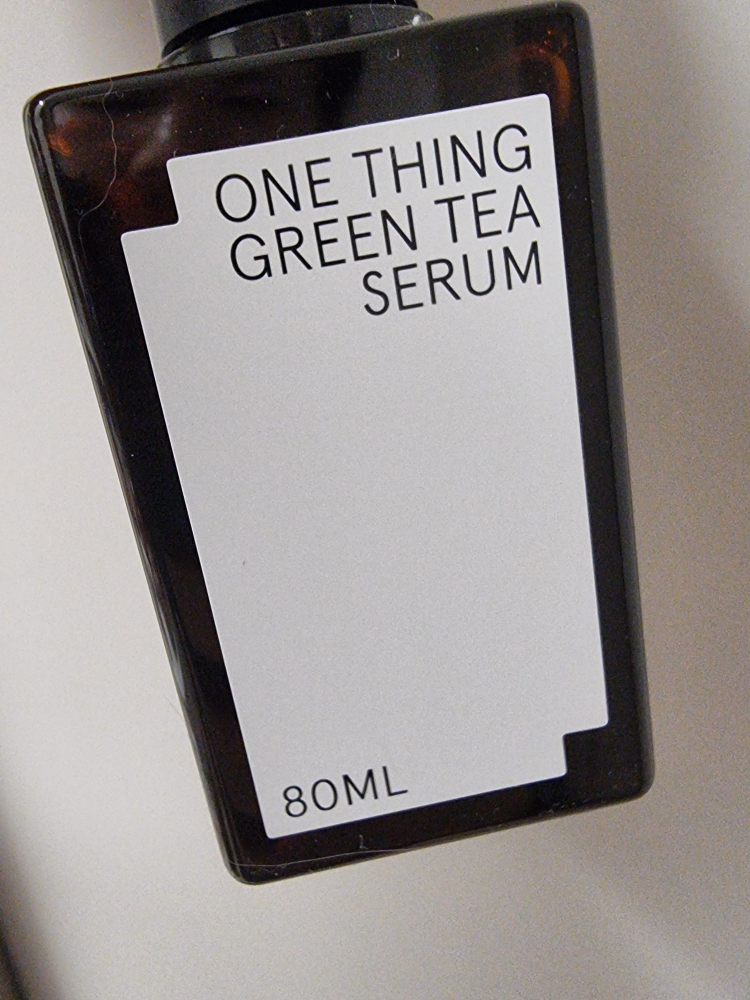 ONE THING
GREEN TEA
SERUM
80ML